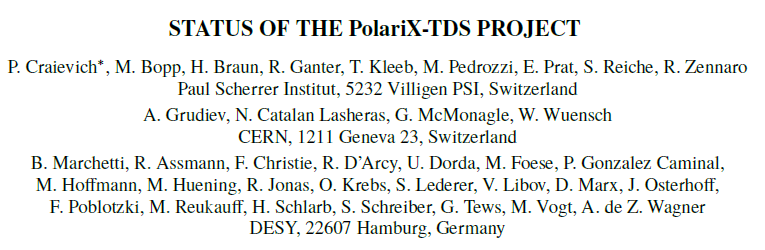 STATUS OF THE PolariX-TDS PROJECT
P. Craievich*, M. Bopp, H. Braun, R. Ganter, T. Kleeb, M. Pedrozzi, E. Prat, S. Reiche, R. Zennaro
Paul Scherrer Institut, 5232 Villigen PSI, Switzerland
A. Grudiev, N. Catalan Lasheras, G. McMonagle, W. Wuensch
CERN, 1211 Geneva 23, Switzerland
B. Marchetti, R. Assmann, F. Christie, R. D'Arcy, U. Dorda, M. Foese, P. Gonzalez Caminal,
M. Hoffmann, M. Huening, R. Jonas, O. Krebs, S. Lederer, V. Libov, D. Marx, J. Osterhoff,
F. Poblotzki, M. Reukauff, H. Schlarb, S. Schreiber, G. Tews, M. Vogt, A. de Z. Wagner
DESY, 22607 Hamburg, Germany